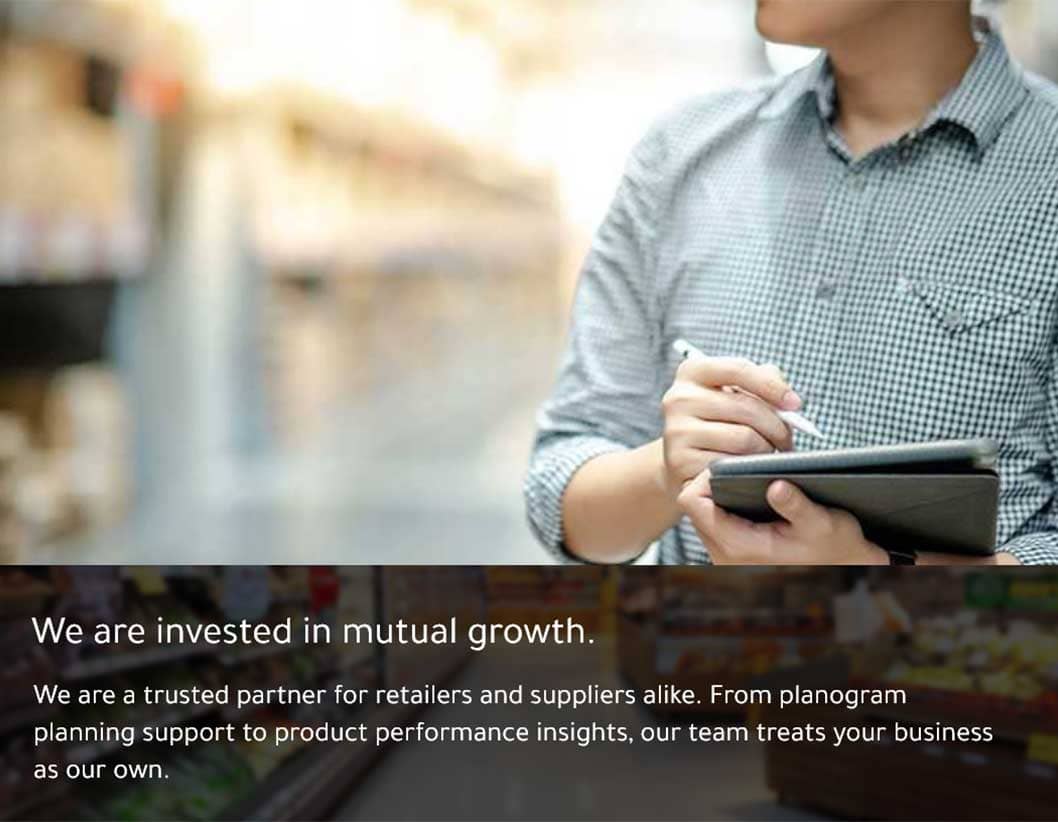 We are invested in mutual growth.
We are a trusted partner for retailers and suppliers alike. From planogram
planning support to product performance insights, our team treats your business
as our own.